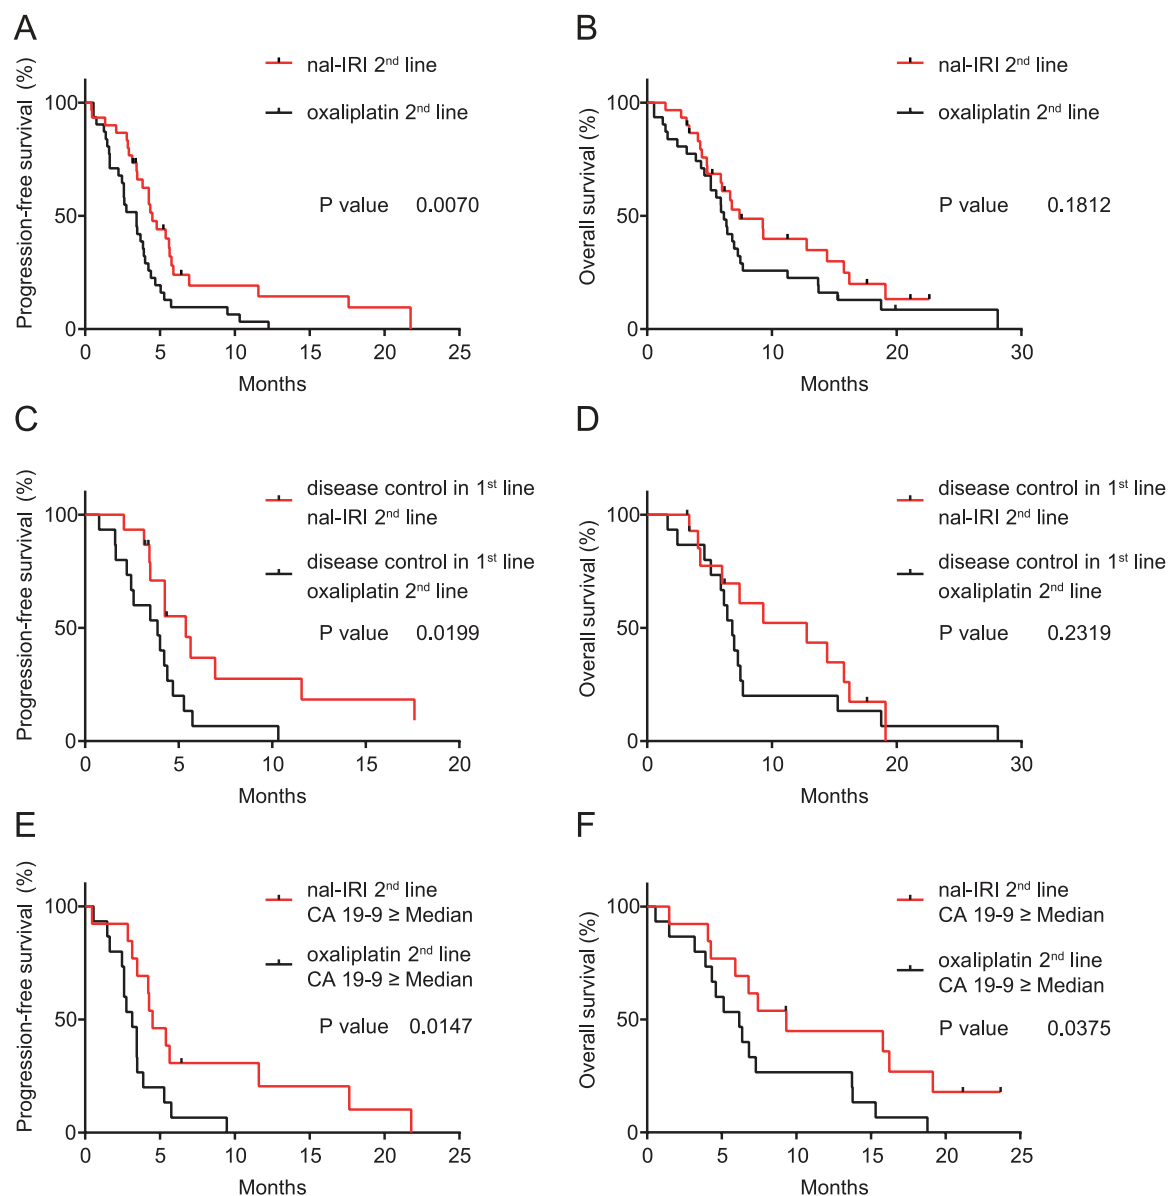 A
Progression-free survival (%)
nal-IRI 2nd line
oxaliplatin 2nd line
P value 0.0070
100
50
0
0 5 10 15 20 25
Months
B
Overall survival (%)
nal-IRI 2nd line
oxaliplatin 2nd line
P value 0.1812
100
50
0
0 10 20 30
Months
C
Progression-free survival (%)
disease control in 1st line
nal-IRI 2nd line
disease control in 1st line
oxaliplatin 2nd line
P value 0.0199
100
50
0
0 5 10 15 20
Months
D
Overall survival (%)
disease control in 1st line
nal-IRI 2nd line
disease control in 1st line
oxaliplatin 2nd line
P value 0.2319
100
50
0
0 10 20 30
Months
E
Progression-free survival (%)
nal-IRI 2nd line
CA 19-9 ≥ Median
oxaliplatin 2nd line
CA 19-9 ≥ Median
P value 0.0147
100
50
0
0 5 10 15 20 25
Months
F
Overall survival (%)
nal-IRI 2nd line
CA 19-9 ≥ Median
oxaliplatin 2nd line
CA 19-9 ≥ Median
P value 0.0375
100
50
0
0 5 10 15 20 25
Months